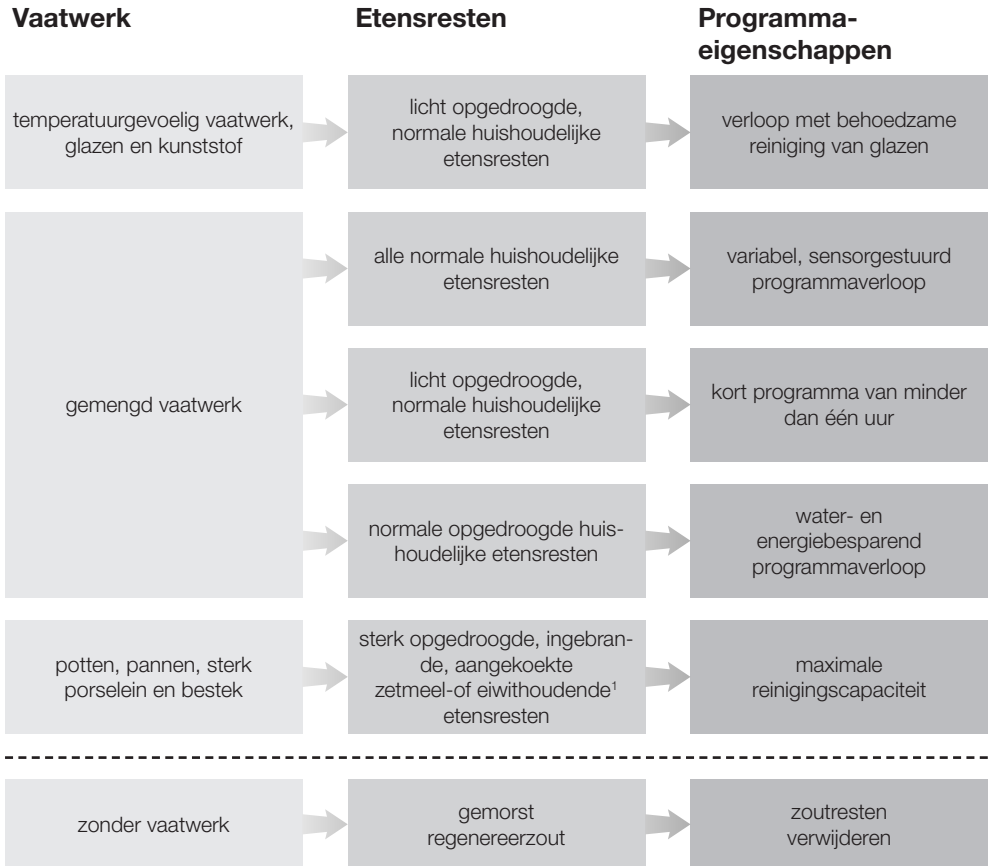 Vaatwerk
Etensresten
Programma-
eigenschappen
temperatuurgevoelig vaatwerk,
glazen en kunststof
licht opgedroogde,
normale huishoudelijke
etensresten
verloop met behoedzame
reiniging van glazen
gemengd vaatwerk
alle normale huishoudelijke
etensresten
variabel, sensorgestuurd
programmaverloop
licht opgedroogde,
normale huishoudelijke
etensresten
kort programma van minder
dan één uur
normale opgedroogde huis-
houdelijke etensresten
water- en
energiebesparend
programmaverloop
potten, pannen, sterk
porselein en bestek
sterk opgedroogde, ingebran-
de, aangekoekte
zetmeel-of eiwithoudende¹
etensresten
maximale
reinigingscapaciteit
zonder vaatwerk
gemorst
regenereerzout
zoutresten
verwijderen